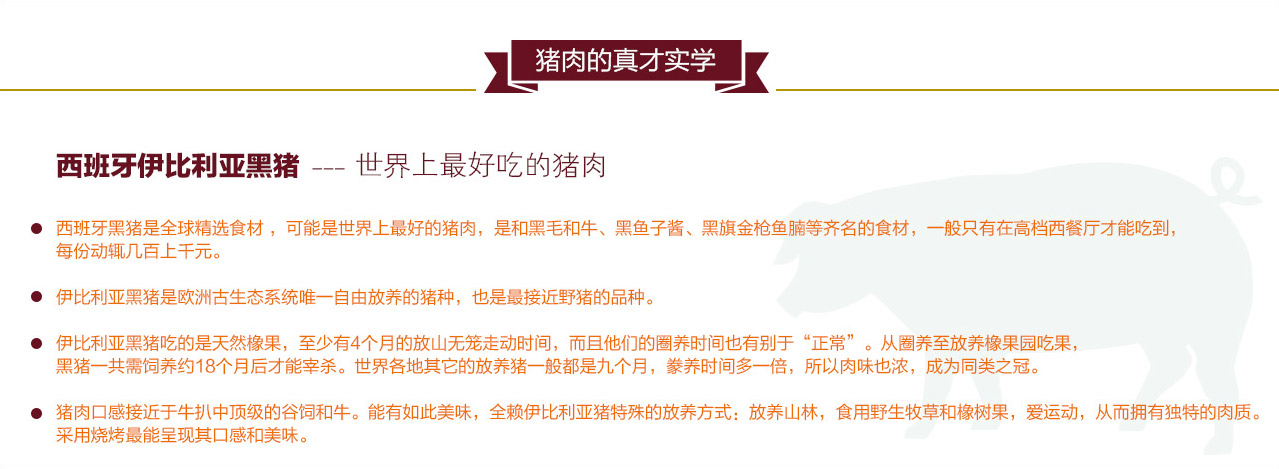 猪肉的真才实学
西班牙伊比利亚黑猪 --- 世界上最好吃的猪肉
西班牙黑猪是全球精选食材 ，可能是世界上最好的猪肉，是和黑毛和牛、黑鱼子酱、黑旗金枪鱼腩等齐名的食材，一般只有在高档西餐厅才能吃到，
每份动辄几百上千元。
伊比利亚黑猪是欧洲古生态系统唯一自由放养的猪种，也是最接近野猪的品种。
伊比利亚黑猪吃的是天然橡果，至少有4个月的放山无笼走动时间，而且他们的圈养时间也有别于“正常”。从圈养至放养橡果园吃果，
黑猪一共需饲养约18个月后才能宰杀。世界各地其它的放养猪一般都是九个月，豢养时间多一倍，所以肉味也浓，成为同类之冠。
猪肉口感接近于牛扒中顶级的谷饲和牛。能有如此美味，全赖伊比利亚猪特殊的放养方式：放养山林，食用野生牧草和橡树果，爱运动，从而拥有独特的肉质。
采用烧烤最能呈现其口感和美味。